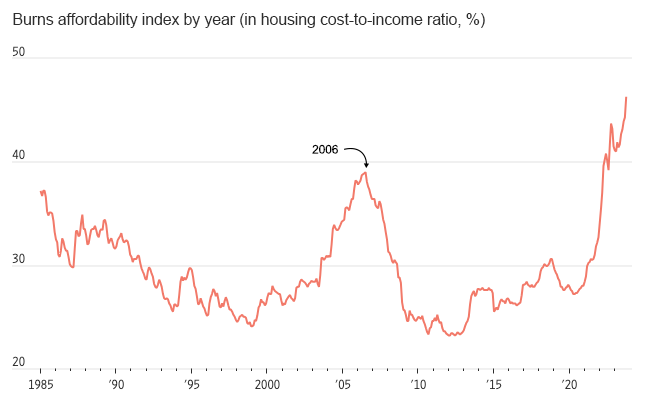 Burns affordability index by year (in housing cost-to-income ratio, %)
50
2006
40
30
20
1985 ’90 ’95 2000 ’05 ’10 ’15 ’20